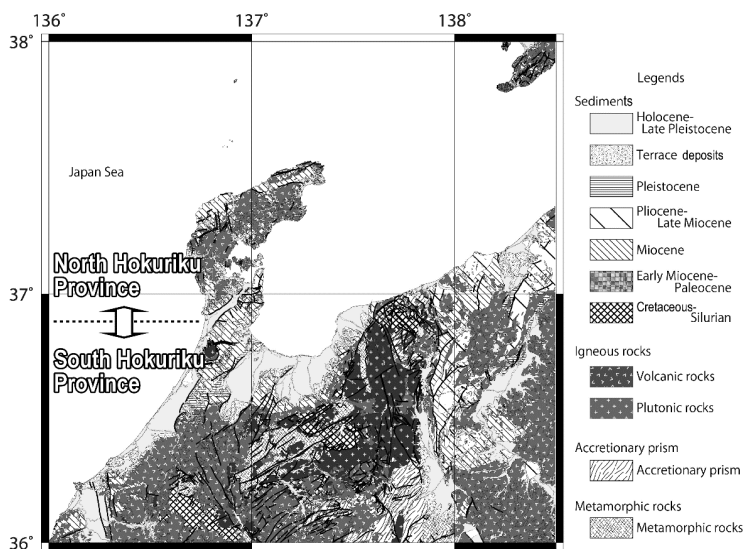 136°
137°
138°
38°
Japan Sea
North Hokuriku
Province
37°
South Hokuriku
Province
36°
Legends
Sediments
Holocene-
Late Pleistocene
Terrace deposits
Pleistocene
Pliocene-
Late Miocene
Miocene
Early Miocene-
Paleocene
Cretaceous-
Silurian
Igneous rocks
Volcanic rocks
Plutonic rocks
Accretionary prism
Accretionary prism
Metamorphic rocks
Metamorphic rocks